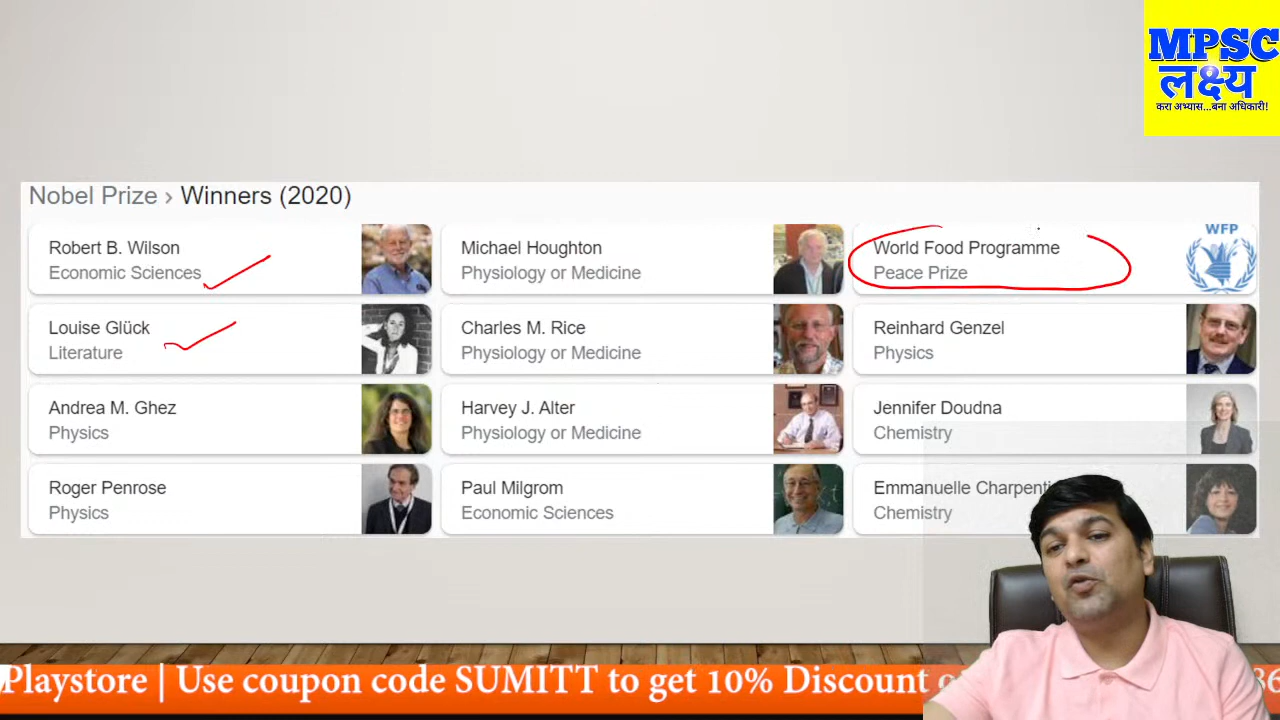 MPSC
लक्ष्य
करा अभ्यास...बना अधिकारी!
Nobel Prize › Winners (2020)
Robert B. Wilson
Economic Sciences
Michael Houghton
Physiology or Medicine
World Food Programme
Peace Prize
WFP
Louise Glück
Literature
Charles M. Rice
Physiology or Medicine
Reinhard Genzel
Physics
Andrea M. Ghez
Physics
Harvey J. Alter
Physiology or Medicine
Jennifer Doudna
Chemistry
Roger Penrose
Physics
Paul Milgrom
Economic Sciences
Emmanuelle Charpenti
Chemistry
Playstore | Use coupon code SUMITT to get 10% Discount